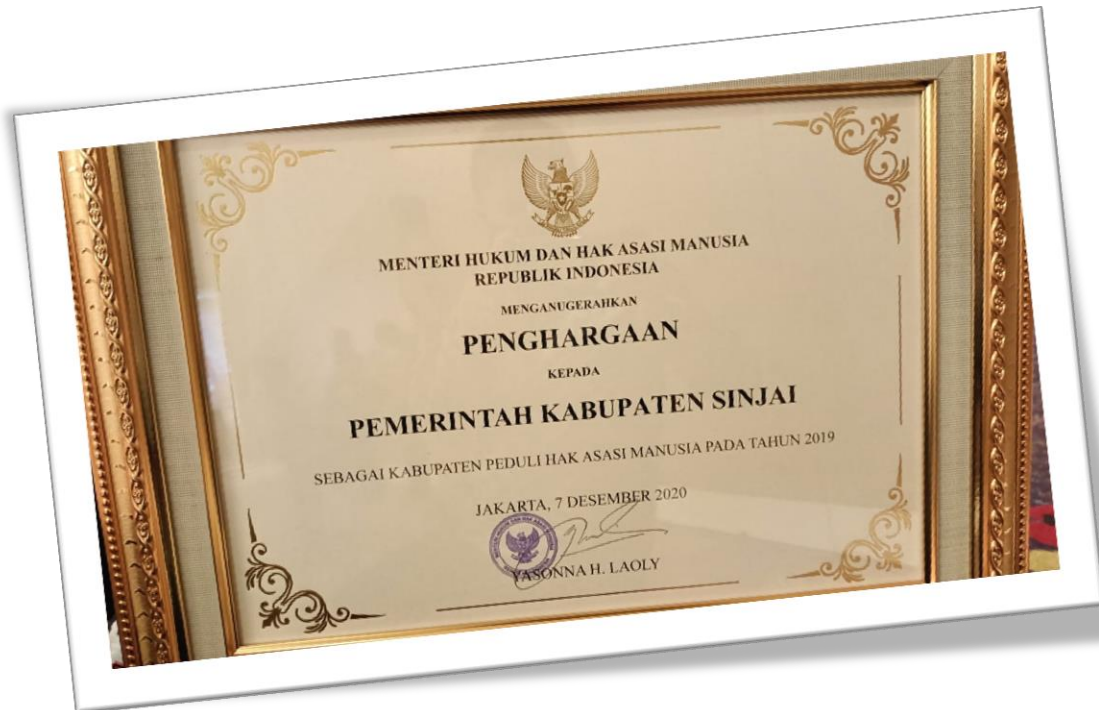 MENTERI HUKUM DAN HAK ASASI MANUSIA
REPUBLIK INDONESIA
MENGANUGERAHKAN
PENGHARGAAN
KEPADA
PEMERINTAH KABUPATEN SINJAI
SEBAGAI KABUPATEN PEDULI HAK ASASI MANUSIA PADA TAHUN 2019
JAKARTA, 7 DESEMBER 2020
YASONNA H. LAOLY